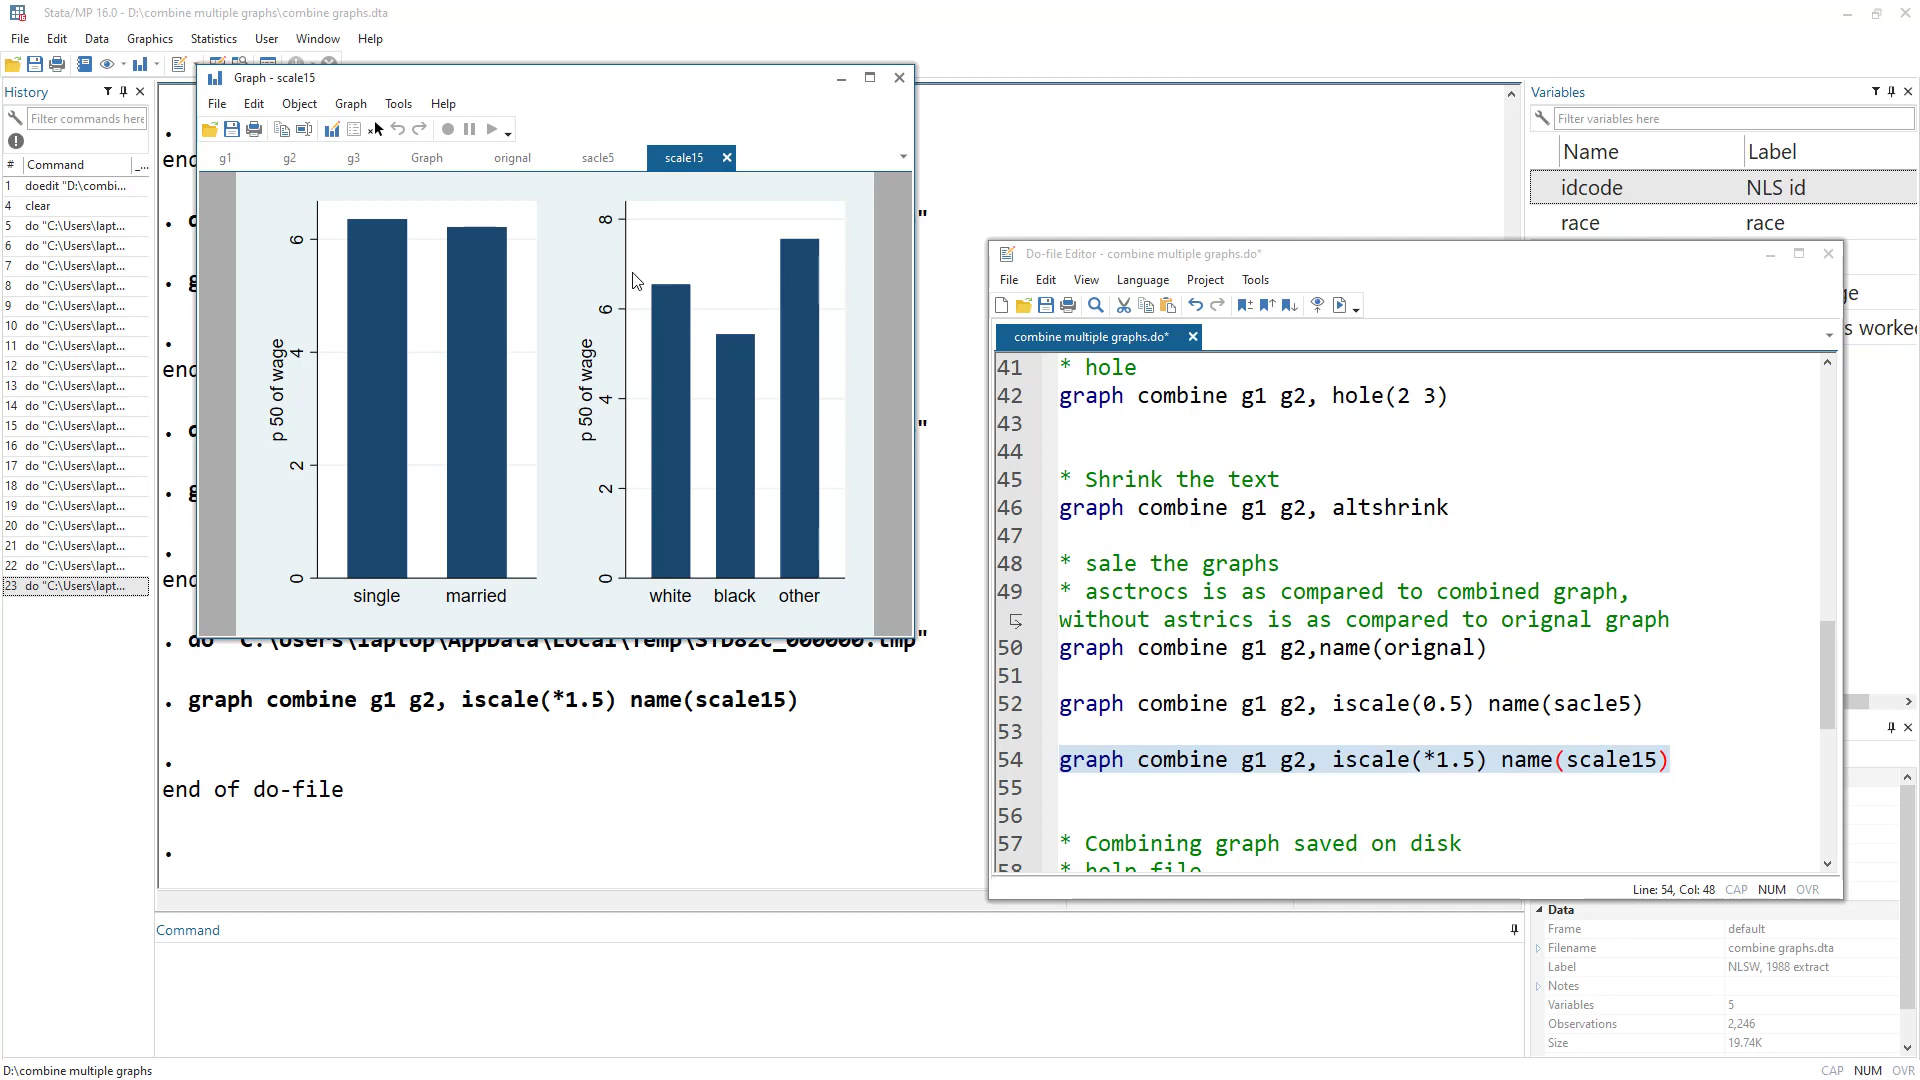 Stata/MP 16.0 - D:\combine multiple graphs\combine graphs.dta
File Edit Data Graphics Statistics User Window Help
History
Filter commands here
# Command
1 doedit "D:\combi...
4 clear
5 do "C:\Users\lapt...
6 do "C:\Users\lapt...
7 do "C:\Users\lapt...
8 do "C:\Users\lapt...
9 do "C:\Users\lapt...
10 do "C:\Users\lapt...
11 do "C:\Users\lapt...
12 do "C:\Users\lapt...
13 do "C:\Users\lapt...
14 do "C:\Users\lapt...
15 do "C:\Users\lapt...
16 do "C:\Users\lapt...
17 do "C:\Users\lapt...
18 do "C:\Users\lapt...
19 do "C:\Users\lapt...
20 do "C:\Users\lapt...
21 do "C:\Users\lapt...
22 do "C:\Users\lapt...
23 do "C:\Users\lapt...
Graph - scale15
File Edit Object Graph Tools Help
g1 g2 g3 Graph orignal sacle5 scale15
p 50 of wage
0 2 4 6
single married
p 50 of wage
0 2 4 6 8
white black other
. graph combine g1 g2, iscale(*1.5) name(scale15)
.
end of do-file
.
Command
Do-file Editor - combine multiple graphs.do*
File Edit View Language Project Tools
combine multiple graphs.do*
41 * hole
42 graph combine g1 g2, hole(2 3)
43
44
45 * Shrink the text
46 graph combine g1 g2, altshrink
47
48 * sale the graphs
49 * asctrocs is as compared to combined graph,
without astrics is as compared to orignal graph
50 graph combine g1 g2,name(orignal)
51
52 graph combine g1 g2, iscale(0.5) name(sacle5)
53
54 graph combine g1 g2, iscale(*1.5) name(scale15)
55
56
57 * Combining graph saved on disk
58 * help file
Line: 54, Col: 48 CAP NUM OVR
Variables
Filter variables here
Name Label
idcode NLS id
race race
Data
Frame default
Filename combine graphs.dta
Label NLSW, 1988 extract
Notes
Variables 5
Observations 2,246
Size 19.74K
D:\combine multiple graphs
CAP NUM OVR